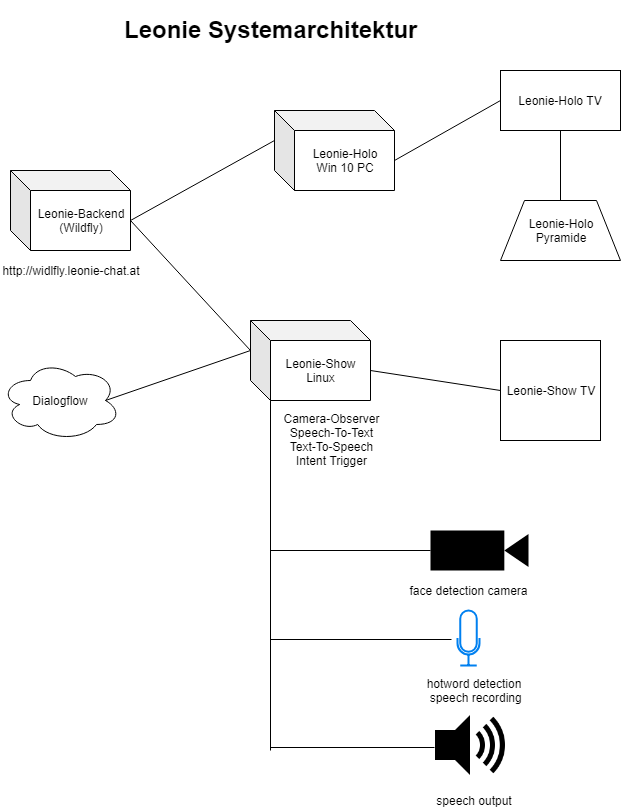 Leonie Systemarchitektur
Leonie-Holo TV
Leonie-Holo
Win 10 PC
Leonie-Backend
(Wildfly)
http://widlfly.leonie-chat.at
Leonie-Holo
Pyramide
Leonie-Show
Linux
Leonie-Show TV
Dialogflow
Camera-Observer
Speech-To-Text
Text-To-Speech
Intent Trigger
face detection camera
hotword detection
speech recording
speech output